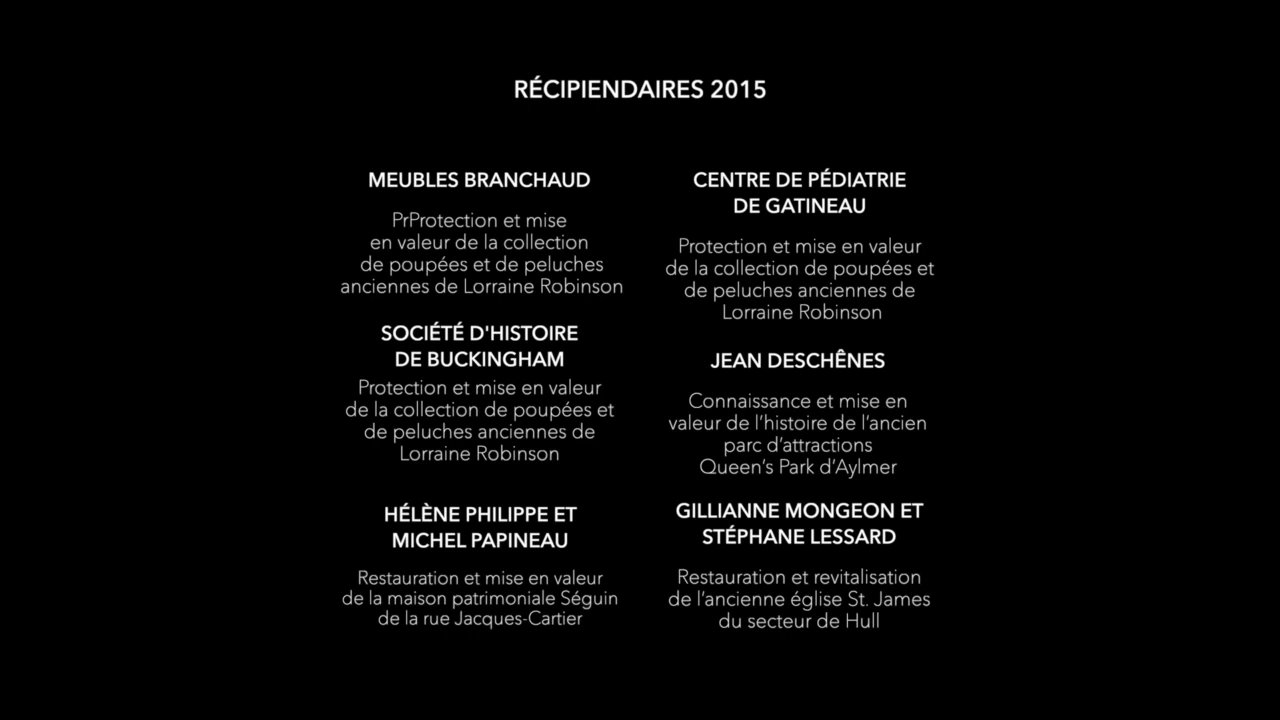 RÉCIPIENDAIRES 2015
MEUBLES BRANCHAUD
PrProtection et mise
en valeur de la collection
de poupées et de peluches
anciennes de Lorraine Robinson
SOCIÉTÉ D'HISTOIRE
DE BUCKINGHAM
Protection et mise en valeur
de la collection de poupées et
de peluches anciennes de
Lorraine Robinson
HÉLÈNE PHILIPPE ET
MICHEL PAPINEAU
Restauration et mise en valeur
de la maison patrimoniale Séguin
de la rue Jacques-Cartier
CENTRE DE PÉDIATRIE
DE GATINEAU
Protection et mise en valeur
de la collection de poupées et
de peluches anciennes de
Lorraine Robinson
JEAN DESCHÊNES
Connaissance et mise en
valeur de l’histoire de l’ancien
parc d’attractions
Queen’s Park d’Aylmer
GILLIANNE MONGEON ET
STÉPHANE LESSARD
Restauration et revitalisation
de l’ancienne église St. James
du secteur de Hull